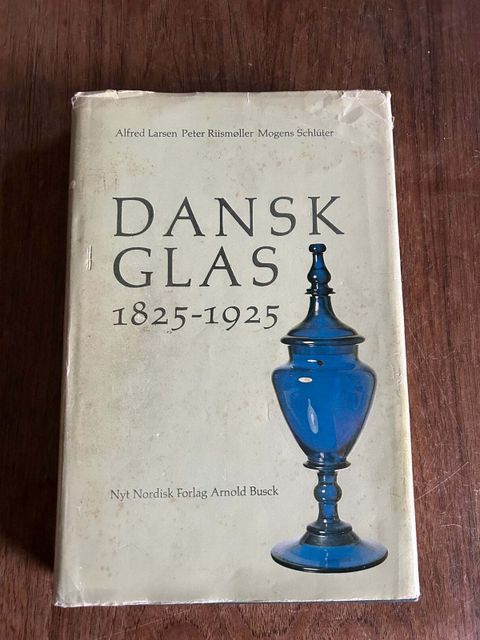 Alfred Larsen Peter Riismøller Mogens Schlüter
DANSK
GLAS
1825-1925
Nyt Nordisk Forlag Arnold Busck